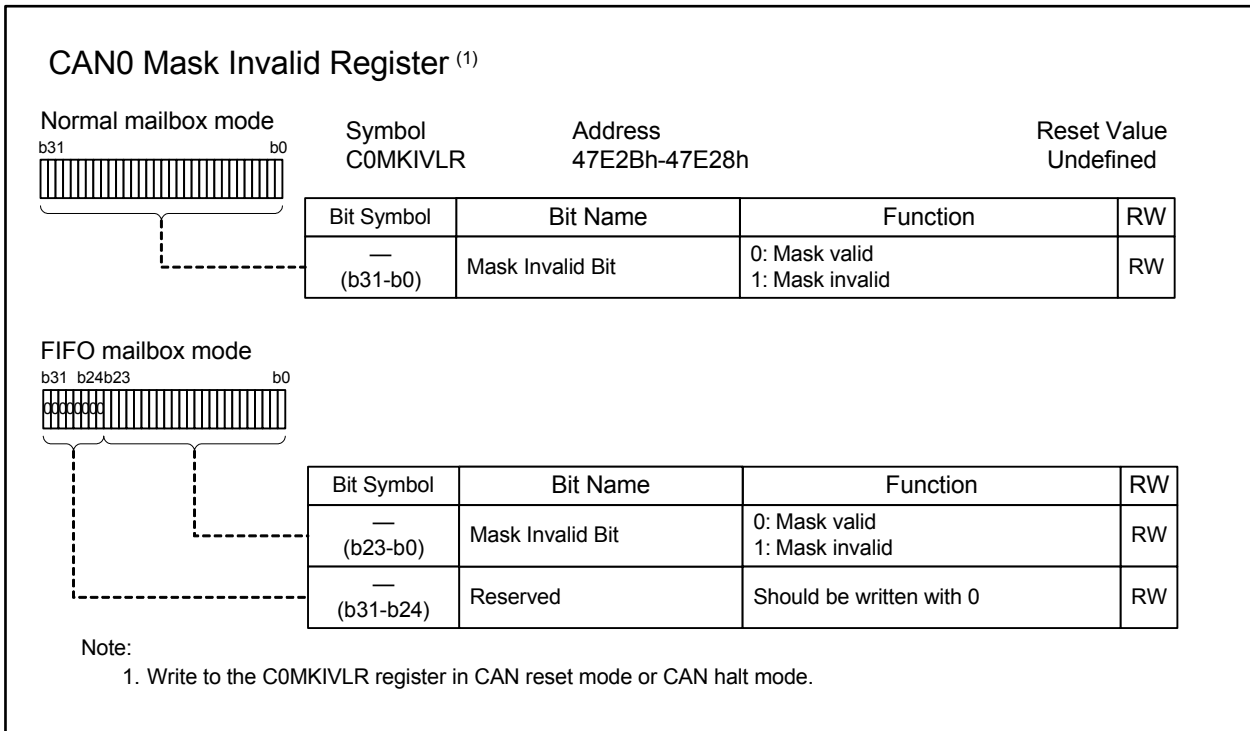 CAN0 Mask Invalid Register (1)
Normal mailbox mode
b31 b0
Symbol Address Reset Value
C0MKIVLR 47E2Bh-47E28h Undefined
Bit Symbol Bit Name Function RW
—
(b31-b0)
Mask Invalid Bit
0: Mask valid
1: Mask invalid
RW
FIFO mailbox mode
b31 b24b23 b0
00000000
Bit Symbol Bit Name Function RW
—
(b23-b0)
Mask Invalid Bit
0: Mask valid
1: Mask invalid
RW
—
(b31-b24)
Reserved
Should be written with 0
RW
Note:
1. Write to the C0MKIVLR register in CAN reset mode or CAN halt mode.